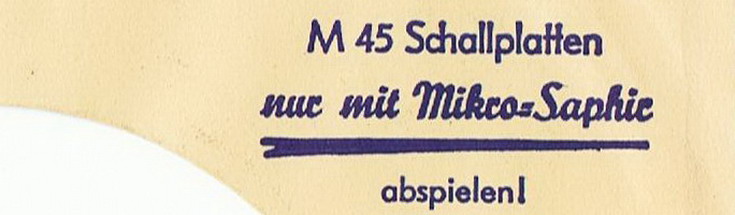 M 45 Schallplatten
nur mit Mikro=Saphir
abspielen!